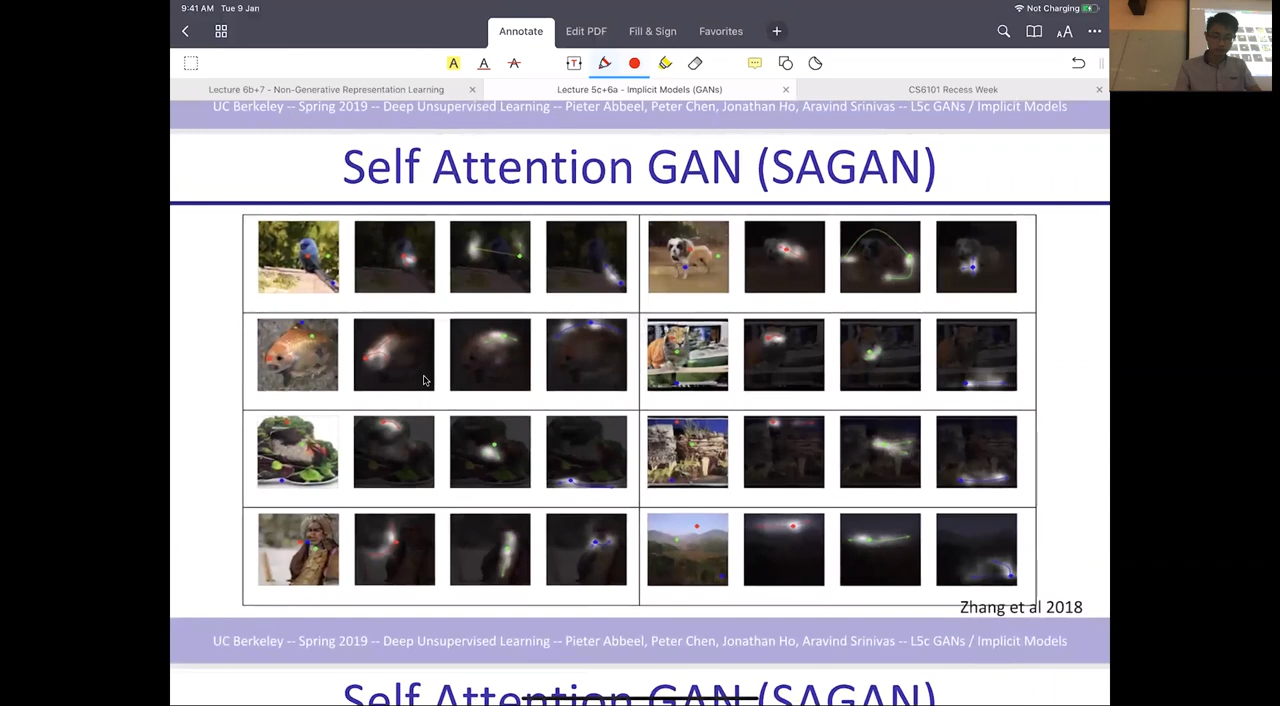 9:41 AM Tue 9 Jan
Not Charging
Annotate
Edit PDF
Fill & Sign
Favorites
Lecture 6b+7 - Non-Generative Representation Learning
Lecture 5c+6a - Implicit Models (GANs)
CS6101 Recess Week
UC Berkeley -- Spring 2019 -- Deep Unsupervised Learning -- Pieter Abbeel, Peter Chen, Jonathan Ho, Aravind Srinivas -- L5c GANs / Implicit Models
Self Attention GAN (SAGAN)
Zhang et al 2018
UC Berkeley -- Spring 2019 -- Deep Unsupervised Learning -- Pieter Abbeel, Peter Chen, Jonathan Ho, Aravind Srinivas -- L5c GANs / Implicit Models
Self Attention GAN (SAGAN)